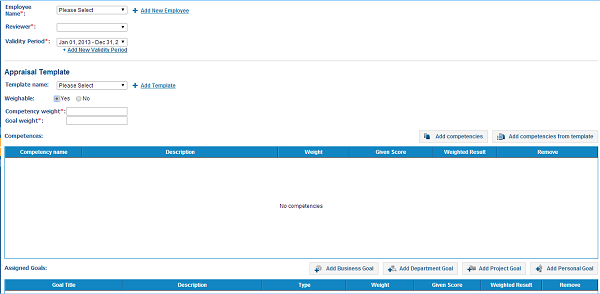 Employee Name*: Please Select Add New Employee
Reviewer*:
Validity Period*: Jan 01, 2013 - Dec 31, 2
Add New Validity Period
Appraisal Template
Template name: Please Select Add Template
Weighable: Yes No
Competency weight*:
Goal weight*:
Competences: Add competencies Add competencies from template
Competency name Description Weight Given Score Weighted Result Remove
No competencies
Assigned Goals: Add Business Goal Add Department Goal Add Project Goal Add Personal Goal
Goal Title Description Type Weight Given Score Weighted Result Remove